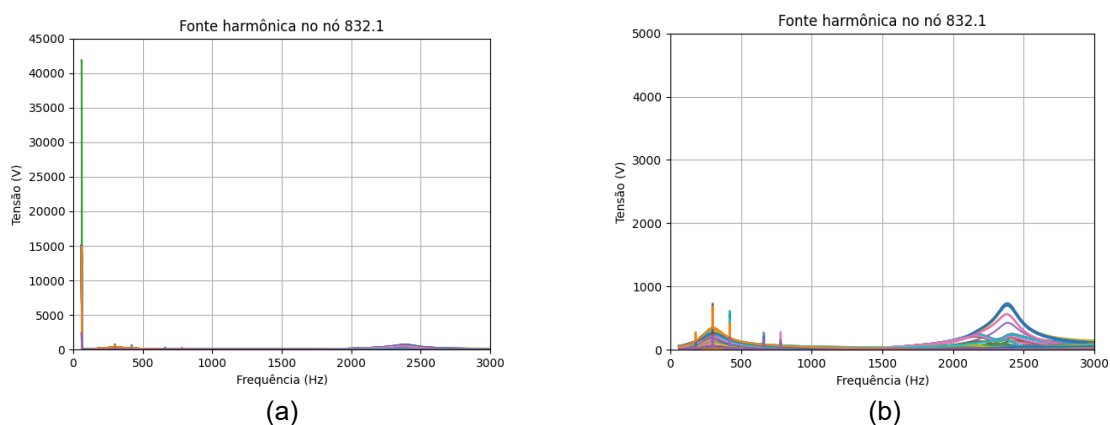 Fonte harmônica no nó 832.1
45000
40000
35000
30000
25000
20000
15000
10000
5000
0
Tensão (V)
0 500 1000 1500 2000 2500 3000
Frequência (Hz)
(a)
Fonte harmônica no nó 832.1
5000
4000
3000
2000
1000
0
Tensão (V)
0 500 1000 1500 2000 2500 3000
Frequência (Hz)
(b)